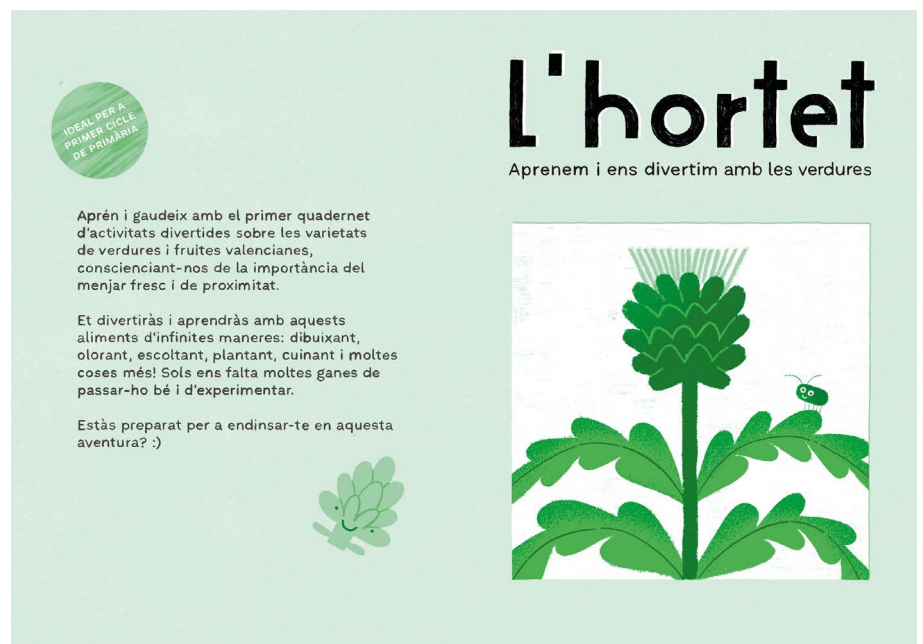 IDEAL PER A
PRIMER CICLE
DE PRIMÀRIA
Aprén i gaudeix amb el primer quadernet
d'activitats divertides sobre les varietats
de verdures i fruites valencianes,
conscienciant-nos de la importància del
menjar fresc i de proximitat.
Et divertiràs i aprendràs amb aquests
aliments d'infinites maneres: dibuixant,
olorant, escoltant, plantant, cuinant i moltes
coses més! Sols ens falta moltes ganes de
passar-ho bé i d'experimentar.
Estàs preparat per a endinsar-te en aquesta
aventura? :)
l'hortet
Aprenem i ens divertim amb les verdures